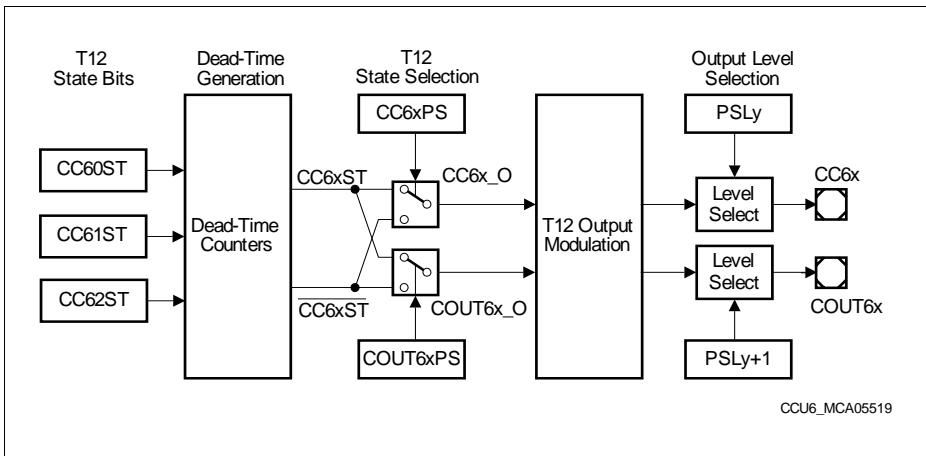 T12
State Bits
Dead-Time
Generation
T12
State Selection
Output Level
Selection
CC6xPS
PSLy
CC60ST
CC61ST
CC62ST
Dead-Time
Counters
CC6xST
CC6xST
CC6x_O
COUT6x_O
COUT6xPS
T12 Output
Modulation
Level
Select
Level
Select
CC6x
COUT6x
PSLy+1
CCU6_MCA05519